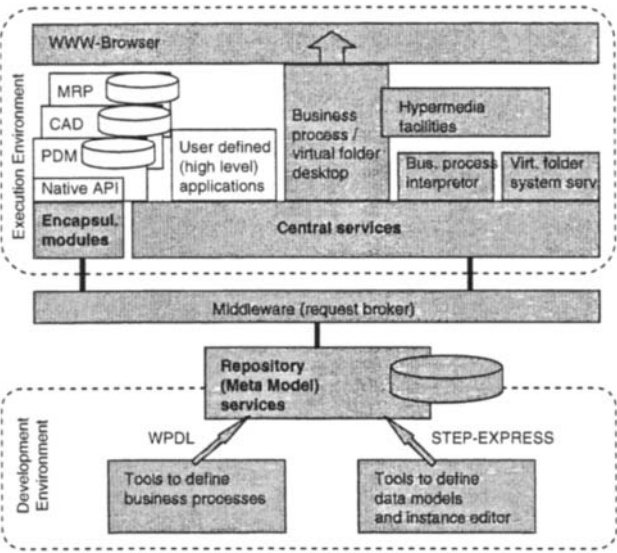 WWW-Browser
Execution Environment
MRP
CAD
PDM
Native API
User defined
(high level)
applications
Business
process /
virtual folder
desktop
Hypermedia
facilities
Bus. process
interpretor
Virt. folder
system serv.
Encapsul.
modules
Central services
Middleware (request broker)
Repository
(Meta Model)
services
Development
Environment
WPDL
STEP-EXPRESS
Tools to define
business processes
Tools to define
data models
and instance editor